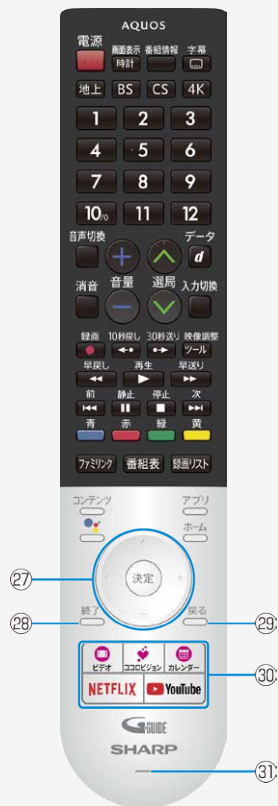 AQUOS
電源 画面表示 番組情報 字幕
時計
地上 BS CS 4K
1 2 3
4 5 6
7 8 9
10/0 11 12
音声切換 データ
d
消音 音量 選局 入力切換
録画 10秒戻し 30秒送り 映像調整
ツール
早戻し 再生 早送り
前 静止 停止 次
青 赤 緑 黄
ファミリンク 番組表 録画リスト
コンテンツ アプリ
ホーム
㉗ 決定
㉘ 終了 戻る ㉙
ビデオ ココロビジョン カレンダー ㉚
NETFLIX YouTube
G-GUIDE
SHARP
㉛